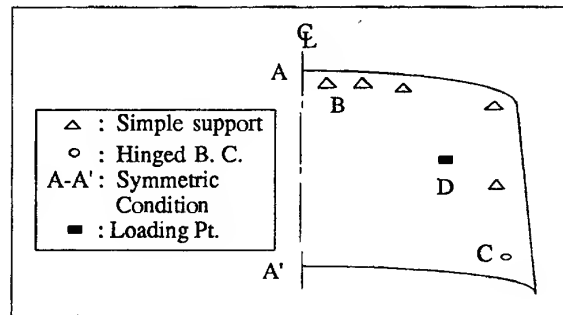 ℄
A
B
△ : Simple support
○ : Hinged B. C.
A-A' : Symmetric
Condition
■ : Loading Pt.
D
C
A'